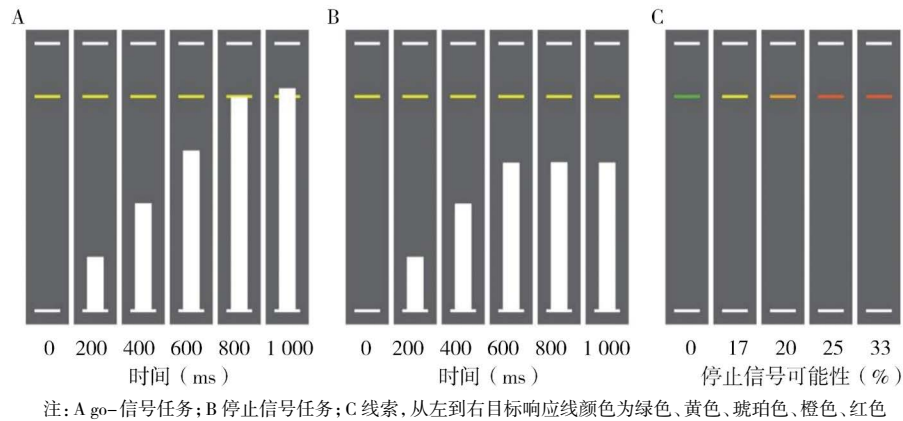 A
B
C
0 200 400 600 800 1 000
0 200 400 600 800 1 000
0 17 20 25 33
时间（ms）
时间（ms）
停止信号可能性（%）
注：A go-信号任务；B 停止信号任务；C 线索，从左到右目标响应线颜色为绿色、黄色、琥珀色、橙色、红色